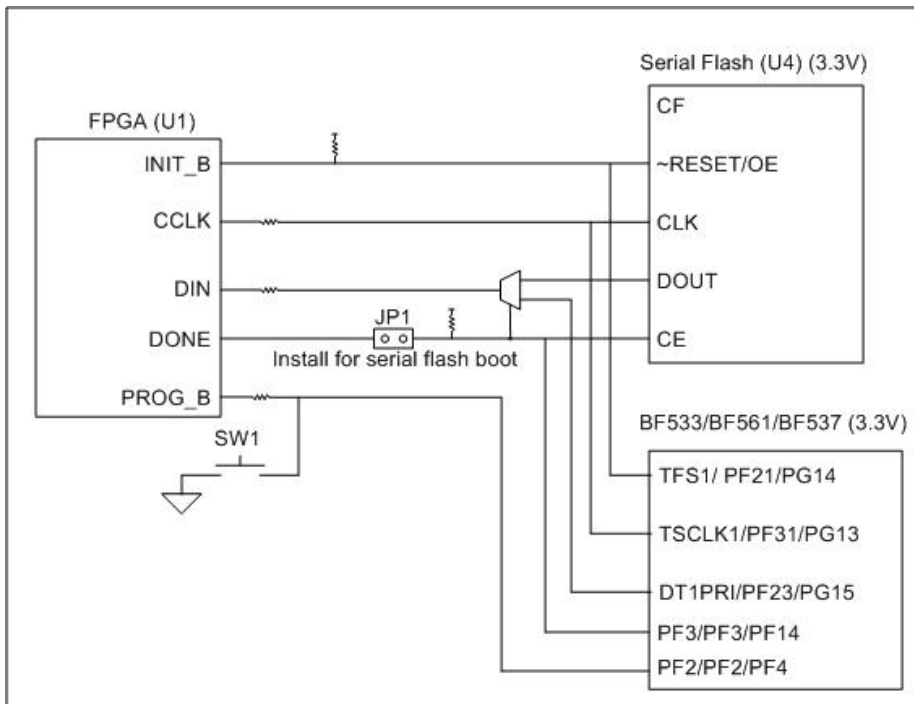 Serial Flash (U4) (3.3V)
FPGA (U1)
CF
INIT_B
~RESET/OE
CCLK
CLK
DIN
DOUT
JP1
DONE
CE
Install for serial flash boot
PROG_B
SW1
BF533/BF561/BF537 (3.3V)
TFS1/ PF21/PG14
TSCLK1/PF31/PG13
DT1PRI/PF23/PG15
PF3/PF3/PF14
PF2/PF2/PF4